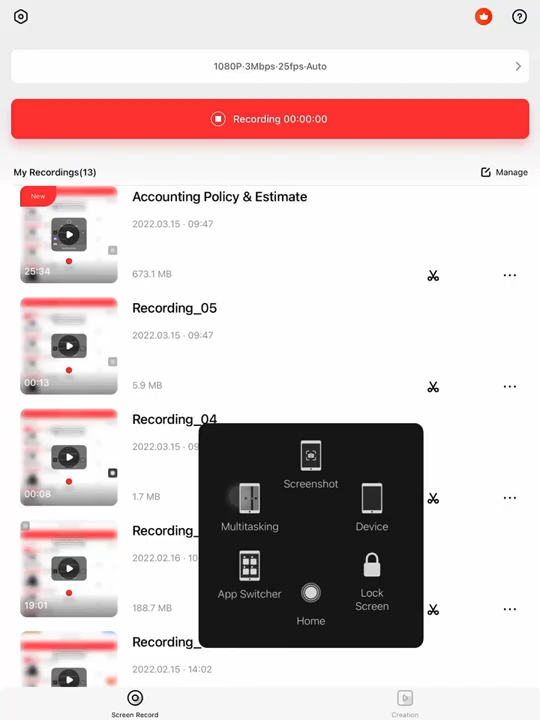 1080P·3Mbps·25fps·Auto
Recording 00:00:00
My Recordings(13)
Manage
New
Accounting Policy & Estimate
2022.03.15 · 09:47
25:34
673.1 MB
Recording_05
2022.03.15 · 09:47
00:13
5.9 MB
Recording_04
2022.03.15 · 09
00:08
1.7 MB
Screenshot
Multitasking
Device
Recording_
2022.02.16 · 10
19:01
188.7 MB
App Switcher
Lock
Screen
Home
Recording_
2022.02.15 · 14:02
Screen Record
Creation